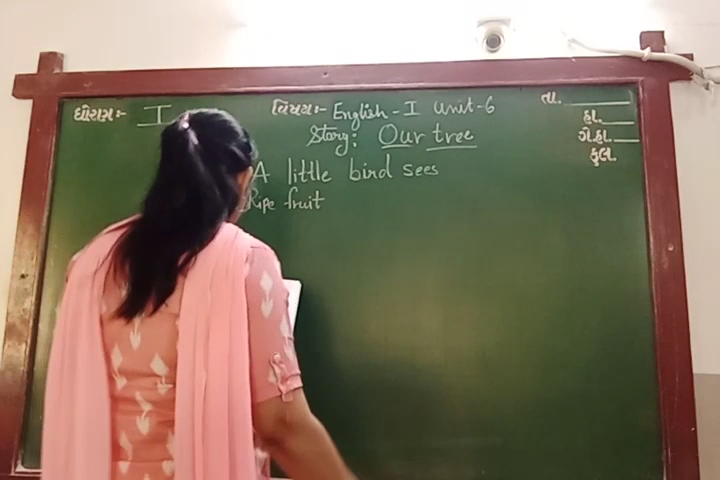 ધોરણ:- I વિષય:- English-I Unit-6 તા.
Story: Our tree હા.
ગે.હા.
A little bird sees કુલ.
Ripe fruit